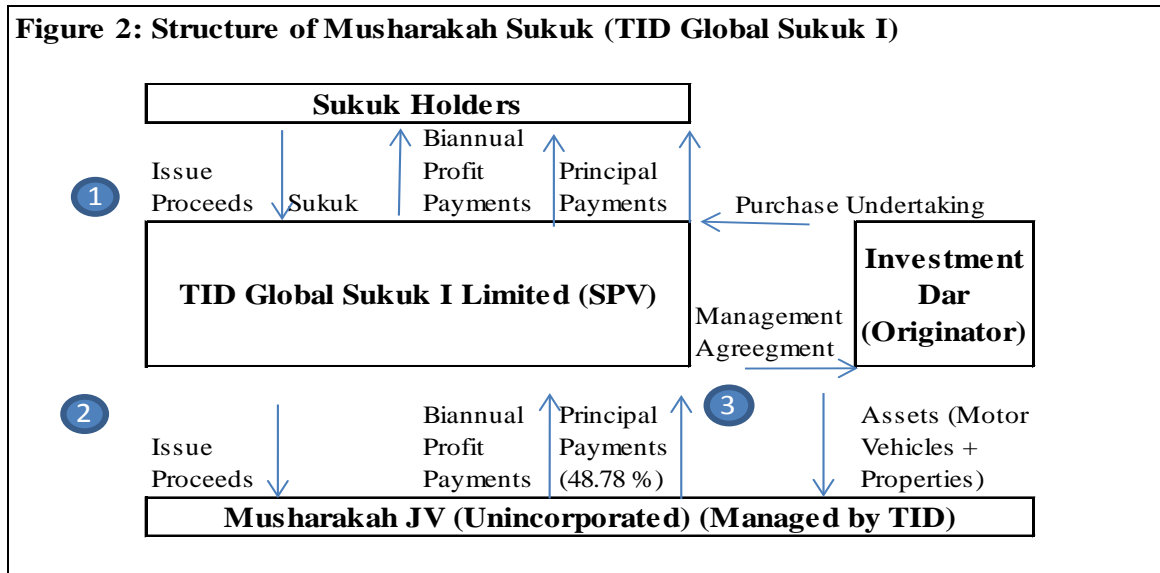 Figure 2: Structure of Musharakah Sukuk (TID Global Sukuk I)
Sukuk Holders
1
Issue
Proceeds
Sukuk
Biannual
Profit
Payments
Principal
Payments
Purchase Undertaking
TID Global Sukuk I Limited (SPV)
Investment
Dar
(Originator)
Management
Agreegment
2
Issue
Proceeds
Biannual
Profit
Payments
Principal
Payments
(48.78 %)
3
Assets (Motor
Vehicles +
Properties)
Musharakah JV (Unincorporated) (Managed by TID)